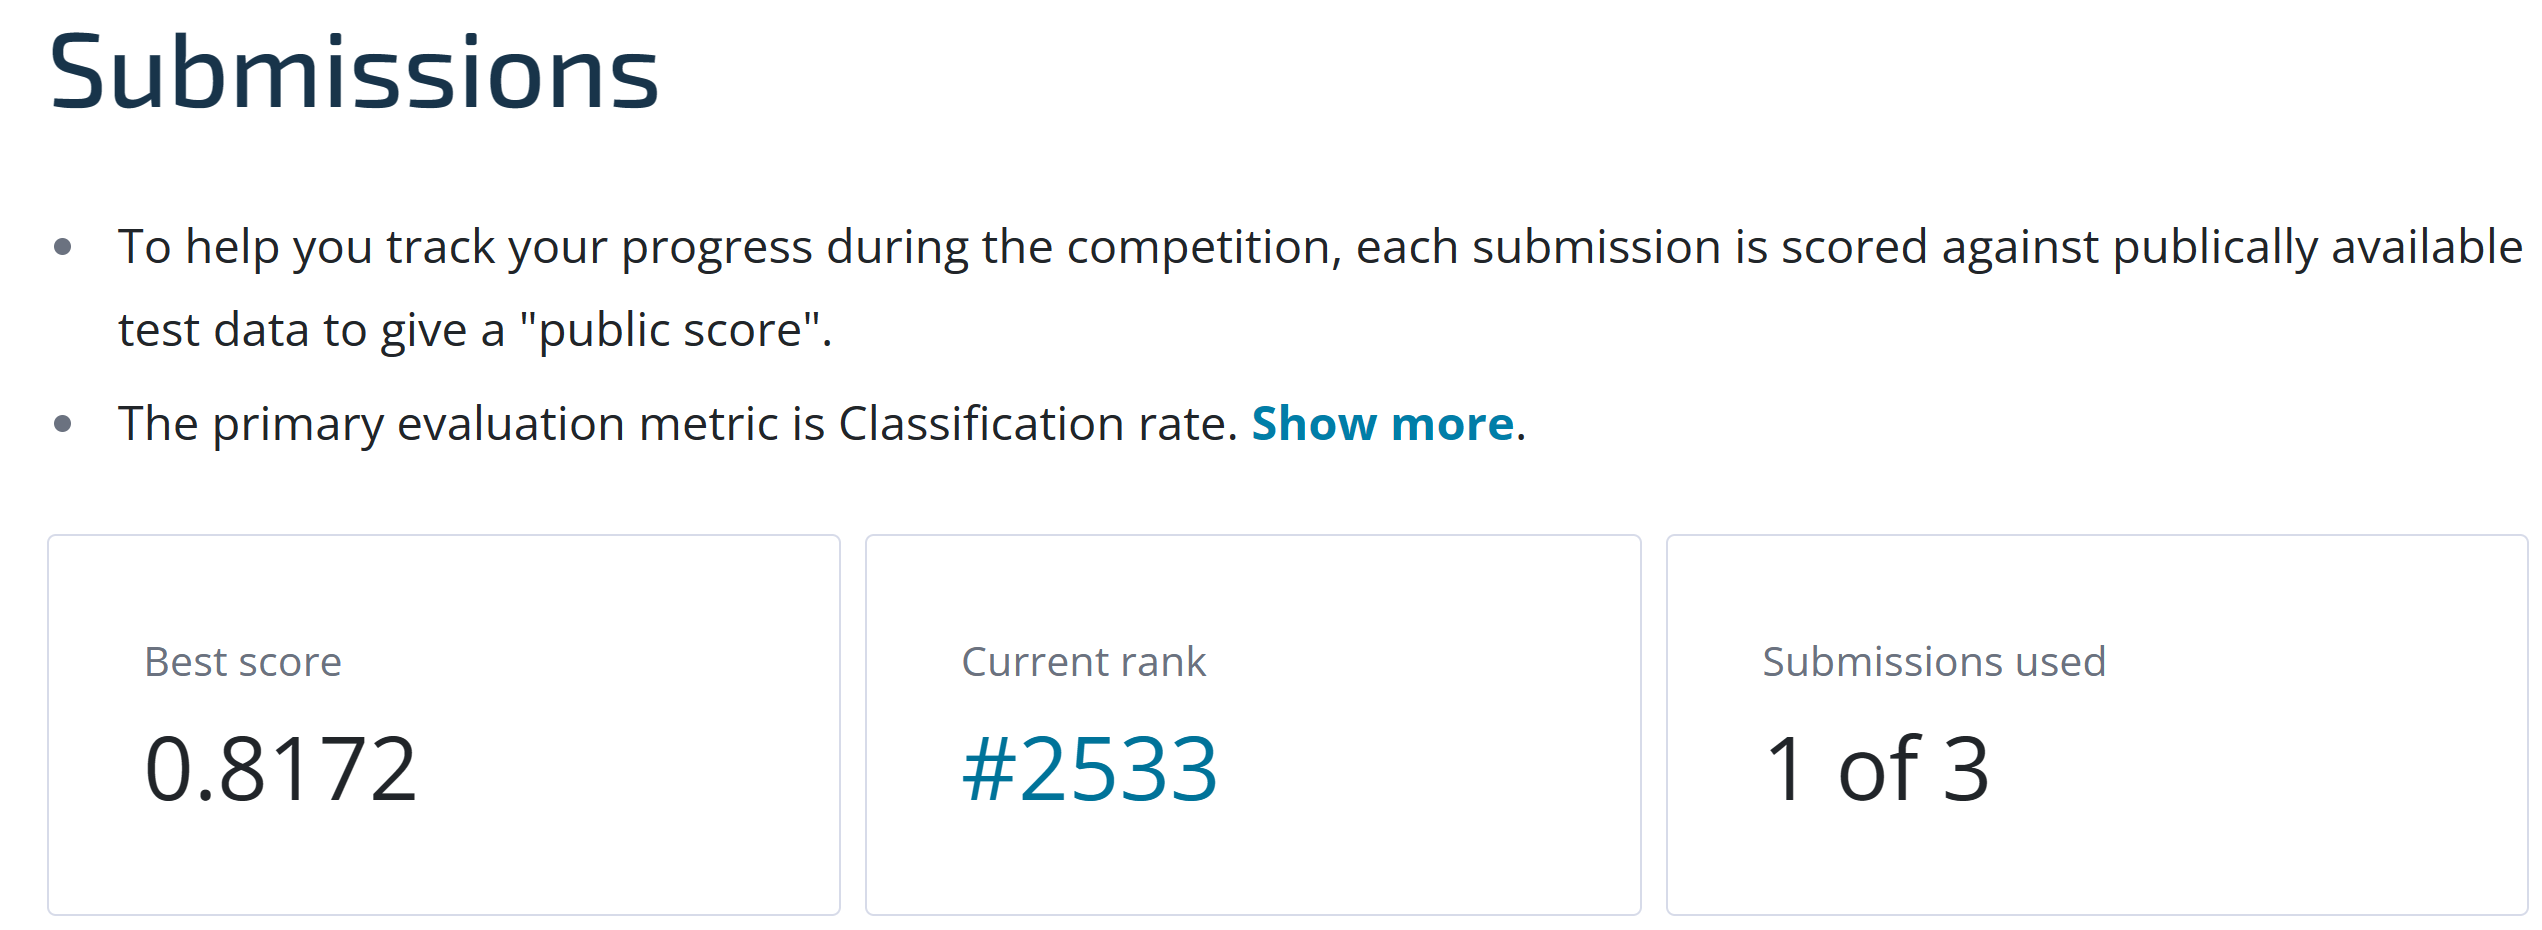 Submissions
To help you track your progress during the competition, each submission is scored against publically available
test data to give a "public score".
The primary evaluation metric is Classification rate. Show more.
Best score
0.8172
Current rank
#2533
Submissions used
1 of 3